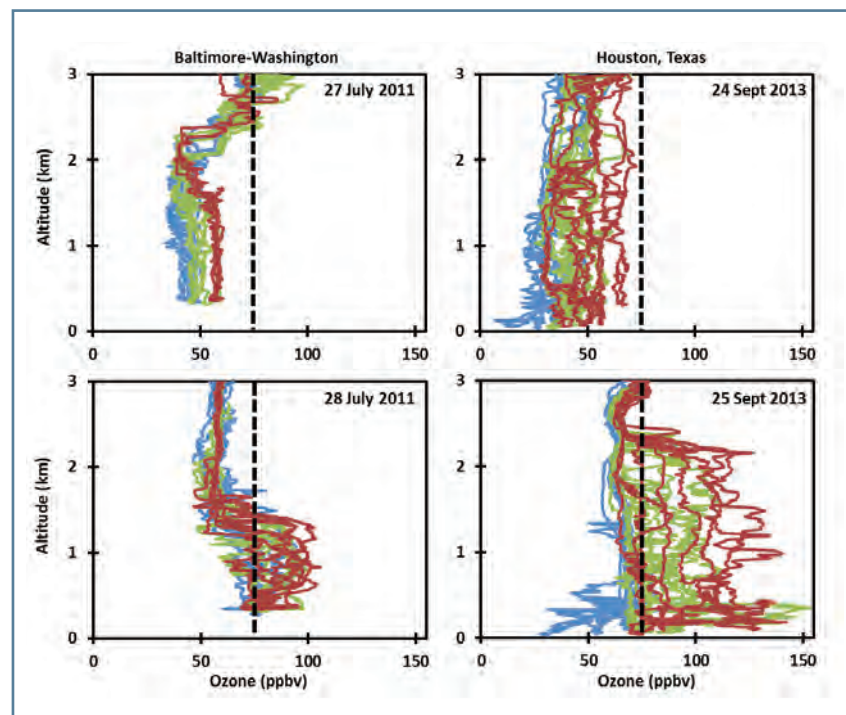 Baltimore-Washington
Houston, Texas
3
27 July 2011
2
1
0
Altitude (km)
0
50
100
150
3
24 Sept 2013
2
1
0
Altitude (km)
0
50
100
150
3
28 July 2011
2
1
0
Altitude (km)
0
50
100
150
Ozone (ppbv)
3
25 Sept 2013
2
1
0
Altitude (km)
0
50
100
150
Ozone (ppbv)